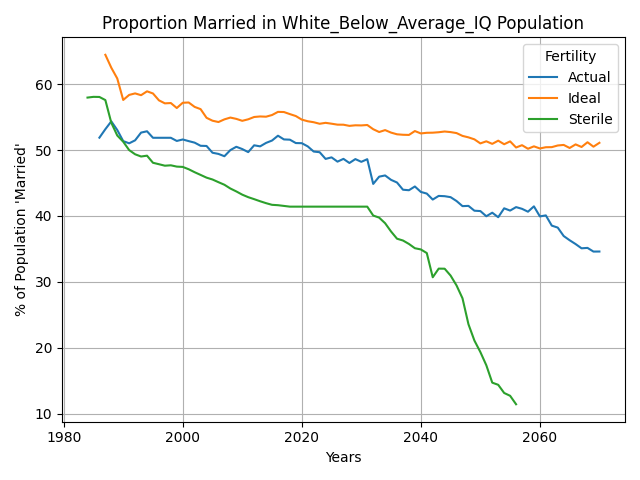 Proportion Married in White_Below_Average_IQ Population
% of Population 'Married'
60
50
40
30
20
10
Fertility
Actual
Ideal
Sterile
1980
2000
2020
2040
2060
Years